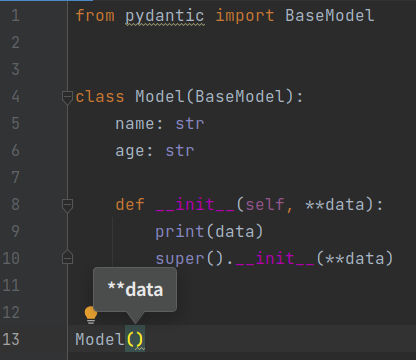 1 from pydantic import BaseModel
2
3
4 class Model(BaseModel):
5     name: str
6     age: str
7
8     def __init__(self, **data):
9         print(data)
10         super().__init__(**data)
11
**data
12
13 Model()